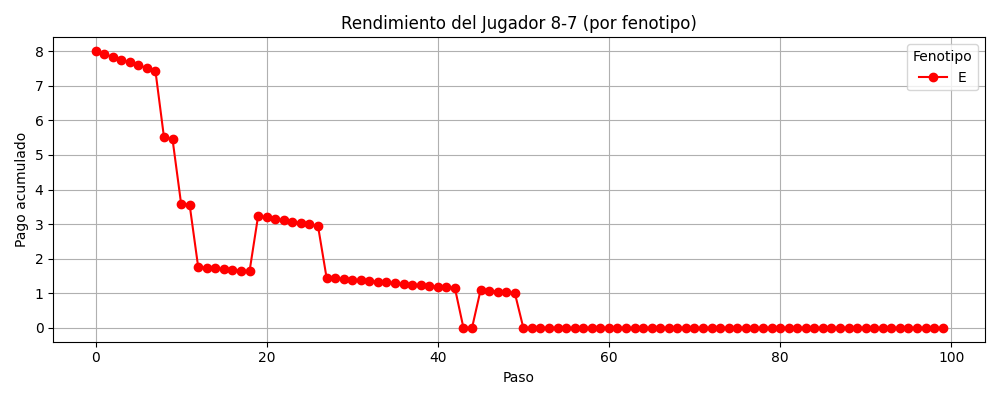 Rendimiento del Jugador 8-7 (por fenotipo)
Pago acumulado
8
7
6
5
4
3
2
1
0
Fenotipo
E
0 20 40 60 80 100
Paso